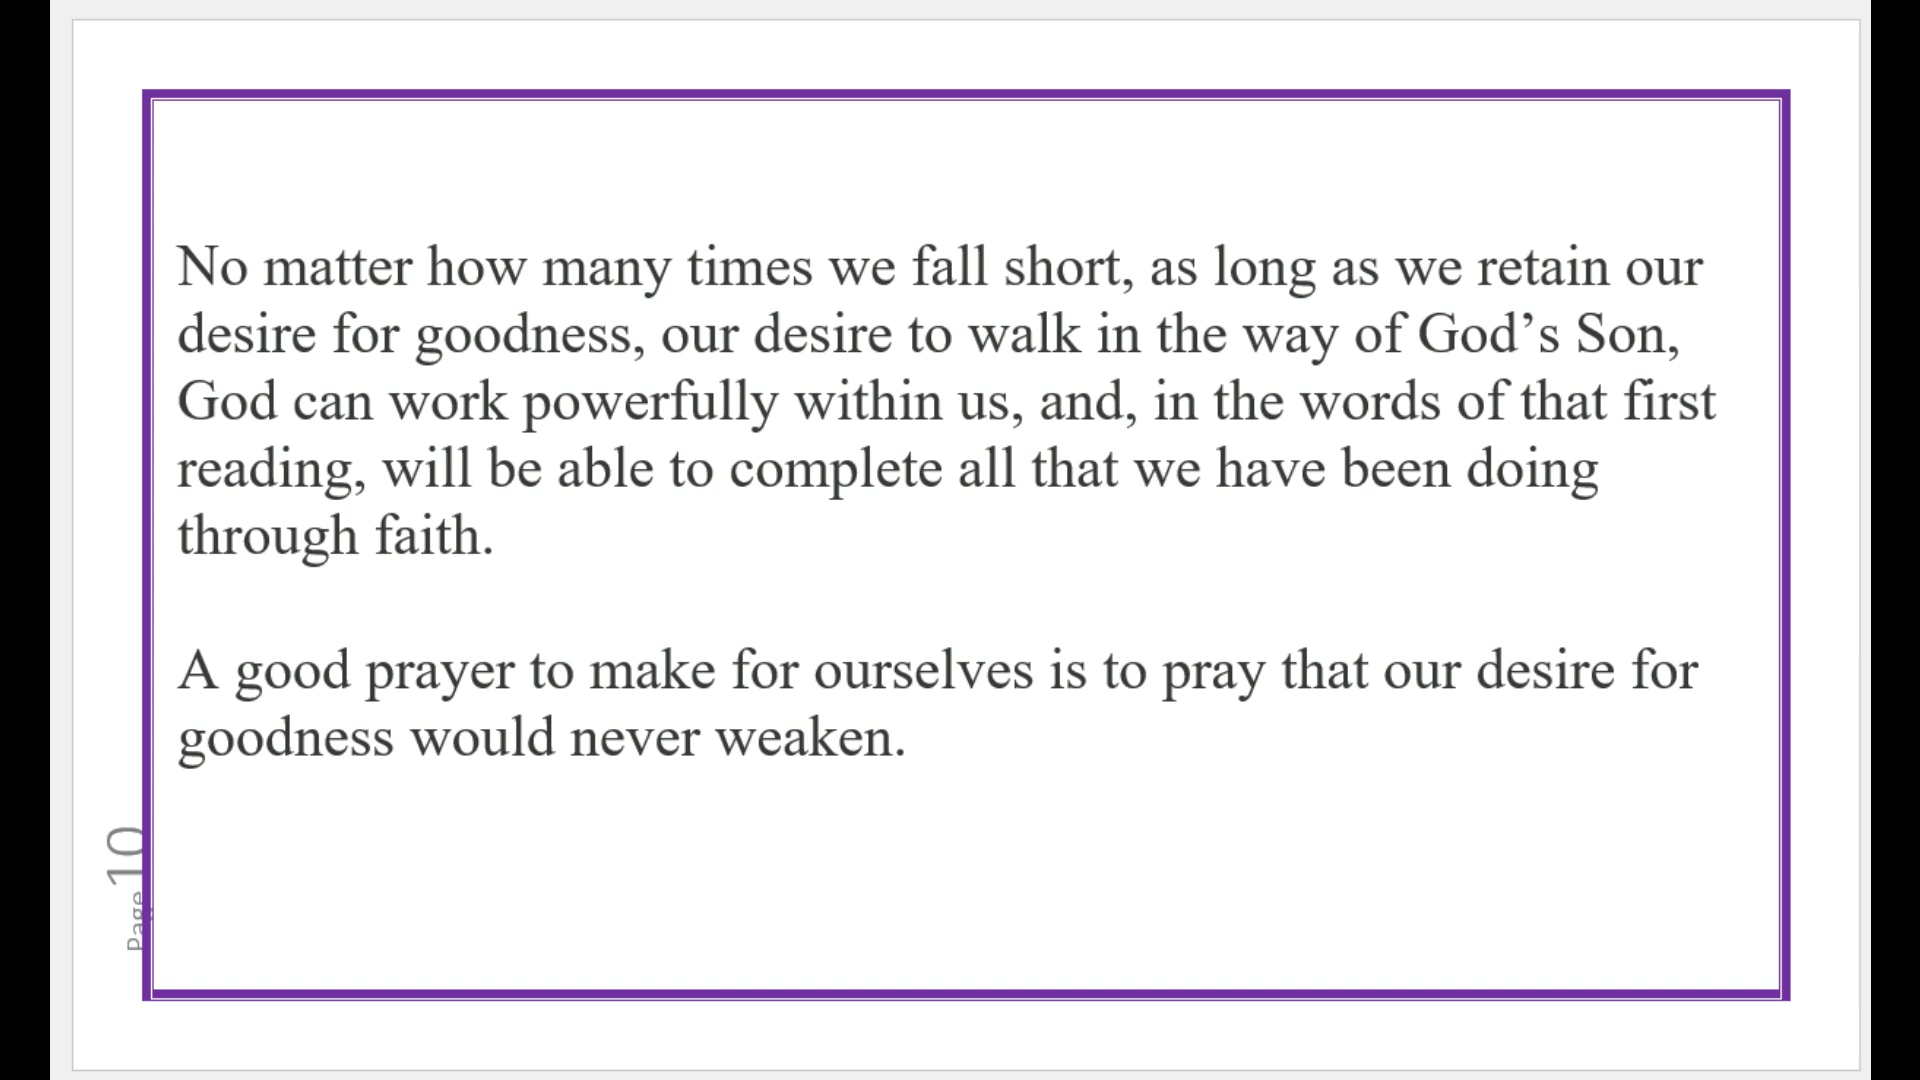 No matter how many times we fall short, as long as we retain our
desire for goodness, our desire to walk in the way of God’s Son,
God can work powerfully within us, and, in the words of that first
reading, will be able to complete all that we have been doing
through faith.
A good prayer to make for ourselves is to pray that our desire for
goodness would never weaken.
Page 10